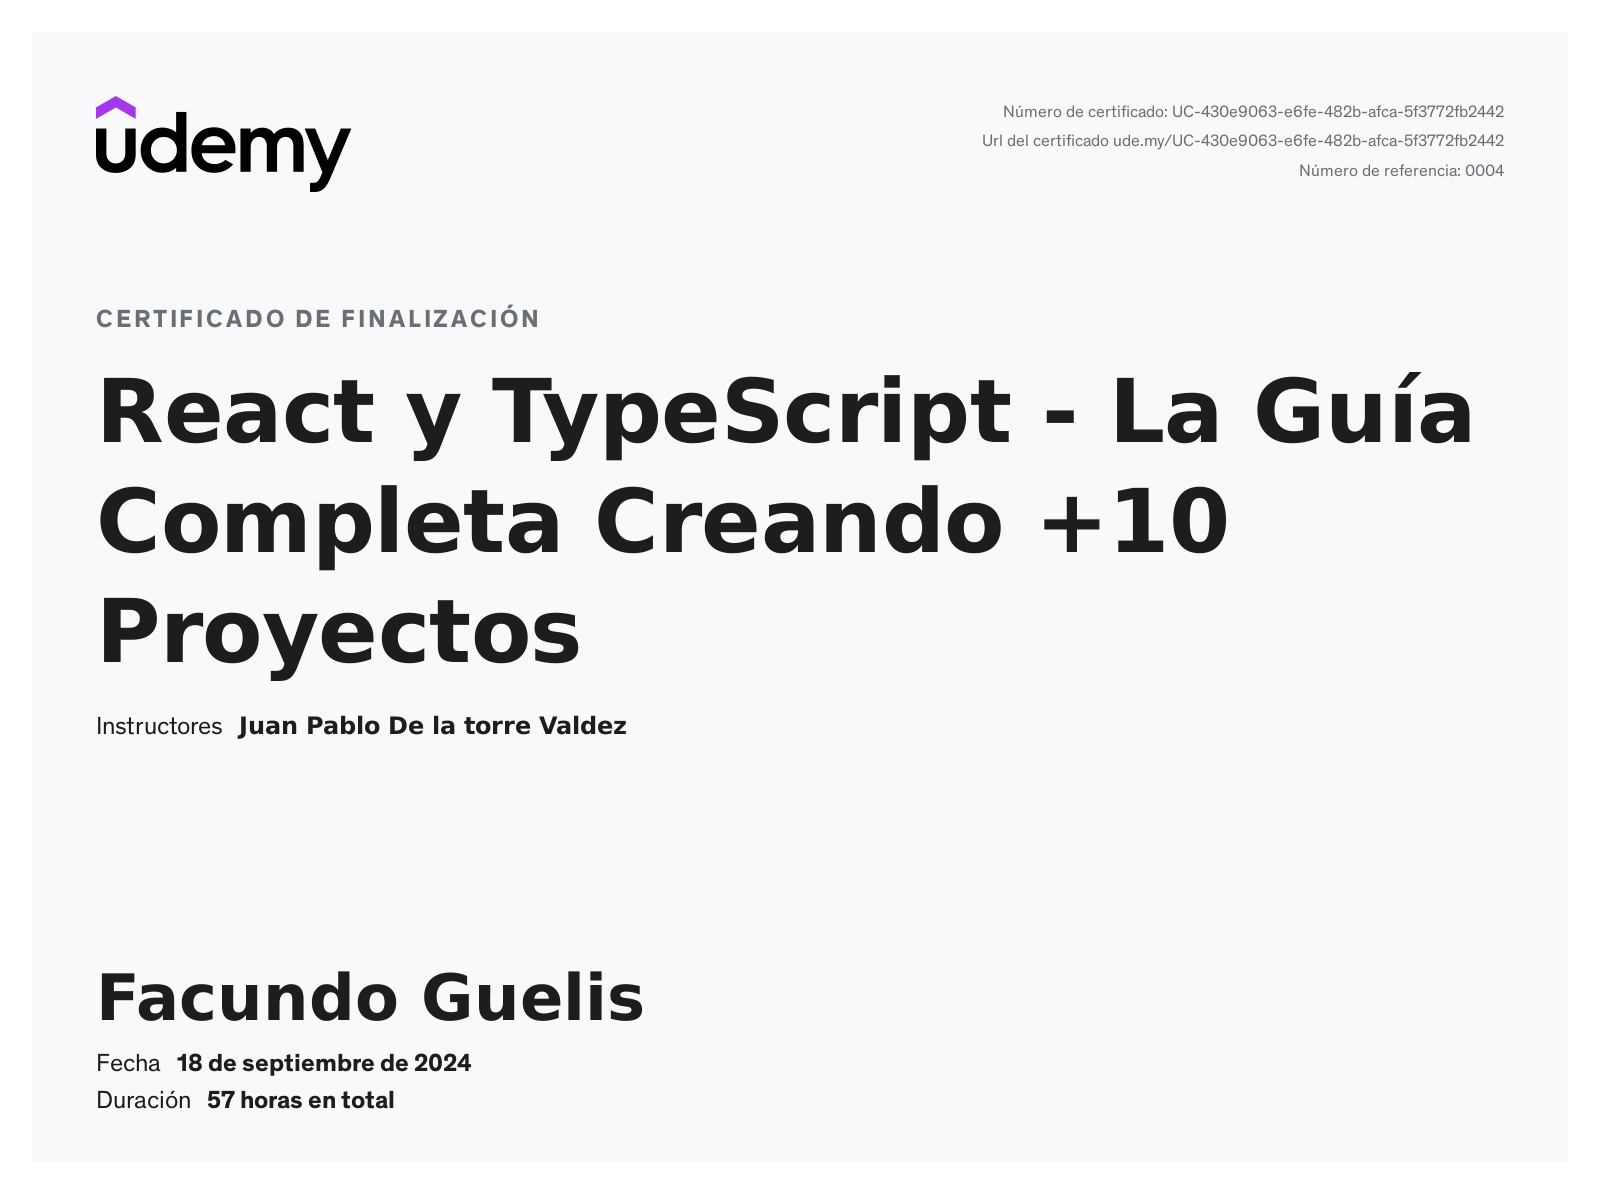 udemy
Número de certificado: UC-430e9063-e6fe-482b-afca-5f3772fb2442
Url del certificado ude.my/UC-430e9063-e6fe-482b-afca-5f3772fb2442
Número de referencia: 0004
CERTIFICADO DE FINALIZACIÓN
React y TypeScript - La Guía
Completa Creando +10
Proyectos
Instructores Juan Pablo De la torre Valdez
Facundo Guelis
Fecha 18 de septiembre de 2024
Duración 57 horas en total